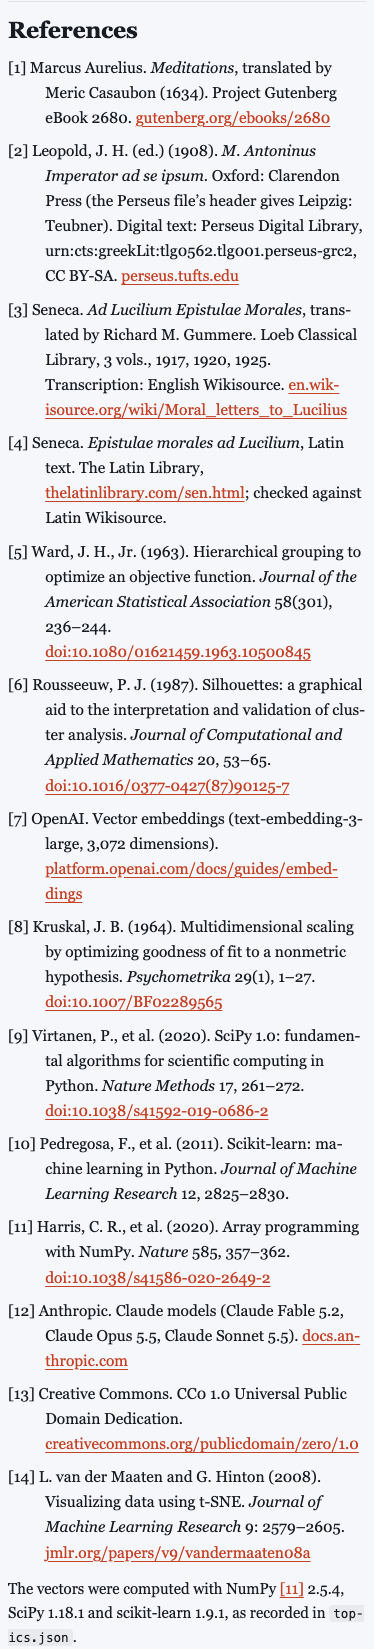 References
[1] Marcus Aurelius. Meditations, translated by
Meric Casaubon (1634). Project Gutenberg
eBook 2680. gutenberg.org/ebooks/2680
[2] Leopold, J. H. (ed.) (1908). M. Antoninus
Imperator ad se ipsum. Oxford: Clarendon
Press (the Perseus file’s header gives Leipzig:
Teubner). Digital text: Perseus Digital Library,
urn:cts:greekLit:tlg0562.tlg001.perseus-grc2,
CC BY-SA. perseus.tufts.edu
[3] Seneca. Ad Lucilium Epistulae Morales, trans-
lated by Richard M. Gummere. Loeb Classical
Library, 3 vols., 1917, 1920, 1925.
Transcription: English Wikisource. en.wik-
isource.org/wiki/Moral_letters_to_Lucilius
[4] Seneca. Epistulae morales ad Lucilium, Latin
text. The Latin Library,
thelatinlibrary.com/sen.html; checked against
Latin Wikisource.
[5] Ward, J. H., Jr. (1963). Hierarchical grouping to
optimize an objective function. Journal of the
American Statistical Association 58(301),
236–244.
doi:10.1080/01621459.1963.10500845
[6] Rousseeuw, P. J. (1987). Silhouettes: a graphical
aid to the interpretation and validation of clus-
ter analysis. Journal of Computational and
Applied Mathematics 20, 53–65.
doi:10.1016/0377-0427(87)90125-7
[7] OpenAI. Vector embeddings (text-embedding-3-
large, 3,072 dimensions).
platform.openai.com/docs/guides/embed-
dings
[8] Kruskal, J. B. (1964). Multidimensional scaling
by optimizing goodness of fit to a nonmetric
hypothesis. Psychometrika 29(1), 1–27.
doi:10.1007/BF02289565
[9] Virtanen, P., et al. (2020). SciPy 1.0: fundamen-
tal algorithms for scientific computing in
Python. Nature Methods 17, 261–272.
doi:10.1038/s41592-019-0686-2
[10] Pedregosa, F., et al. (2011). Scikit-learn: ma-
chine learning in Python. Journal of Machine
Learning Research 12, 2825–2830.
[11] Harris, C. R., et al. (2020). Array programming
with NumPy. Nature 585, 357–362.
doi:10.1038/s41586-020-2649-2
[12] Anthropic. Claude models (Claude Fable 5.2,
Claude Opus 5.5, Claude Sonnet 5.5). docs.an-
thropic.com
[13] Creative Commons. CC0 1.0 Universal Public
Domain Dedication.
creativecommons.org/publicdomain/zero/1.0
[14] L. van der Maaten and G. Hinton (2008).
Visualizing data using t-SNE. Journal of
Machine Learning Research 9: 2579–2605.
jmlr.org/papers/v9/vandermaaten08a
The vectors were computed with NumPy [11] 2.5.4,
SciPy 1.18.1 and scikit-learn 1.9.1, as recorded in top-
ics.json.